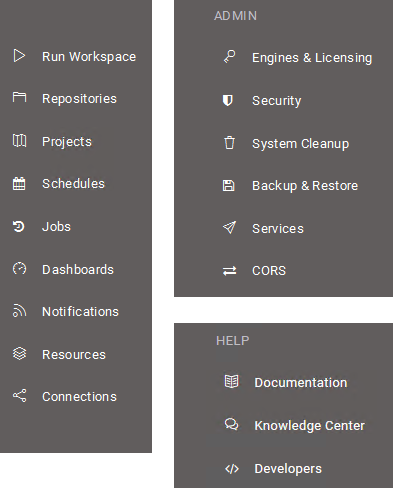 Run Workspace
Repositories
Projects
Schedules
Jobs
Dashboards
Notifications
Resources
Connections
ADMIN
Engines & Licensing
Security
System Cleanup
Backup & Restore
Services
CORS
HELP
Documentation
Knowledge Center
Developers